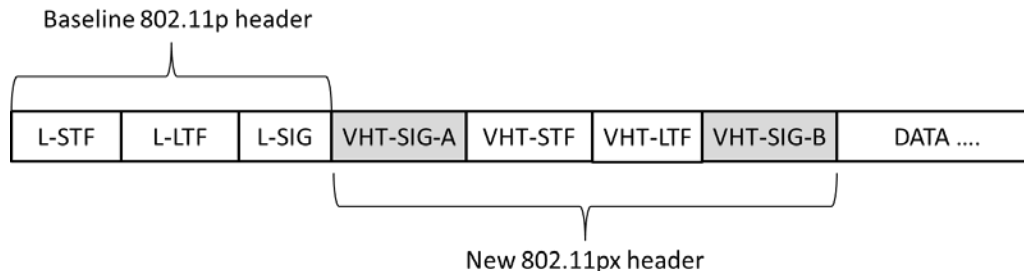 Baseline 802.11p header
L-STF L-LTF L-SIG VHT-SIG-A VHT-STF VHT-LTF VHT-SIG-B DATA ....
New 802.11px header